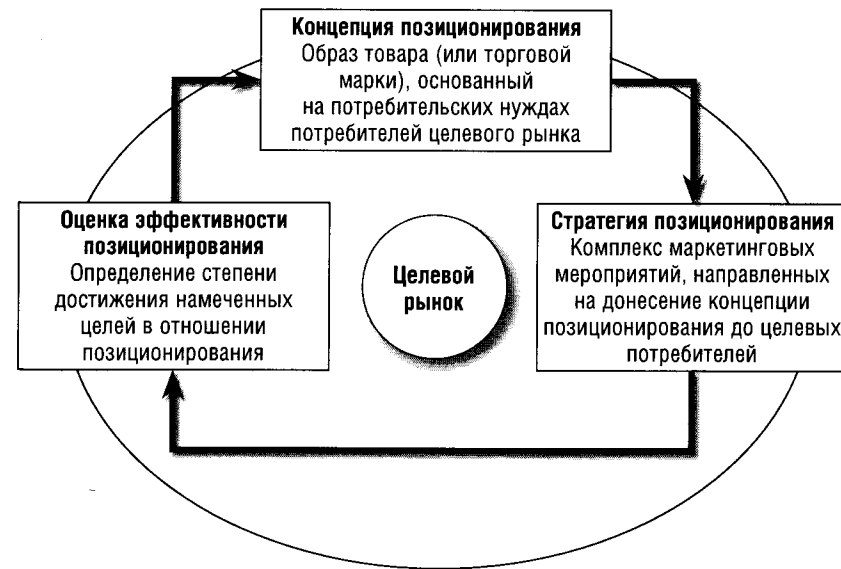 Концепция позиционирования
Образ товара (или торговой
марки), основанный
на потребительских нуждах
потребителей целевого рынка
Оценка эффективности
позиционирования
Определение степени
достижения намеченных
целей в отношении
позиционирования
Целевой
рынок
Стратегия позиционирования
Комплекс маркетинговых
мероприятий, направленных
на донесение концепции
позиционирования до целевых
потребителей